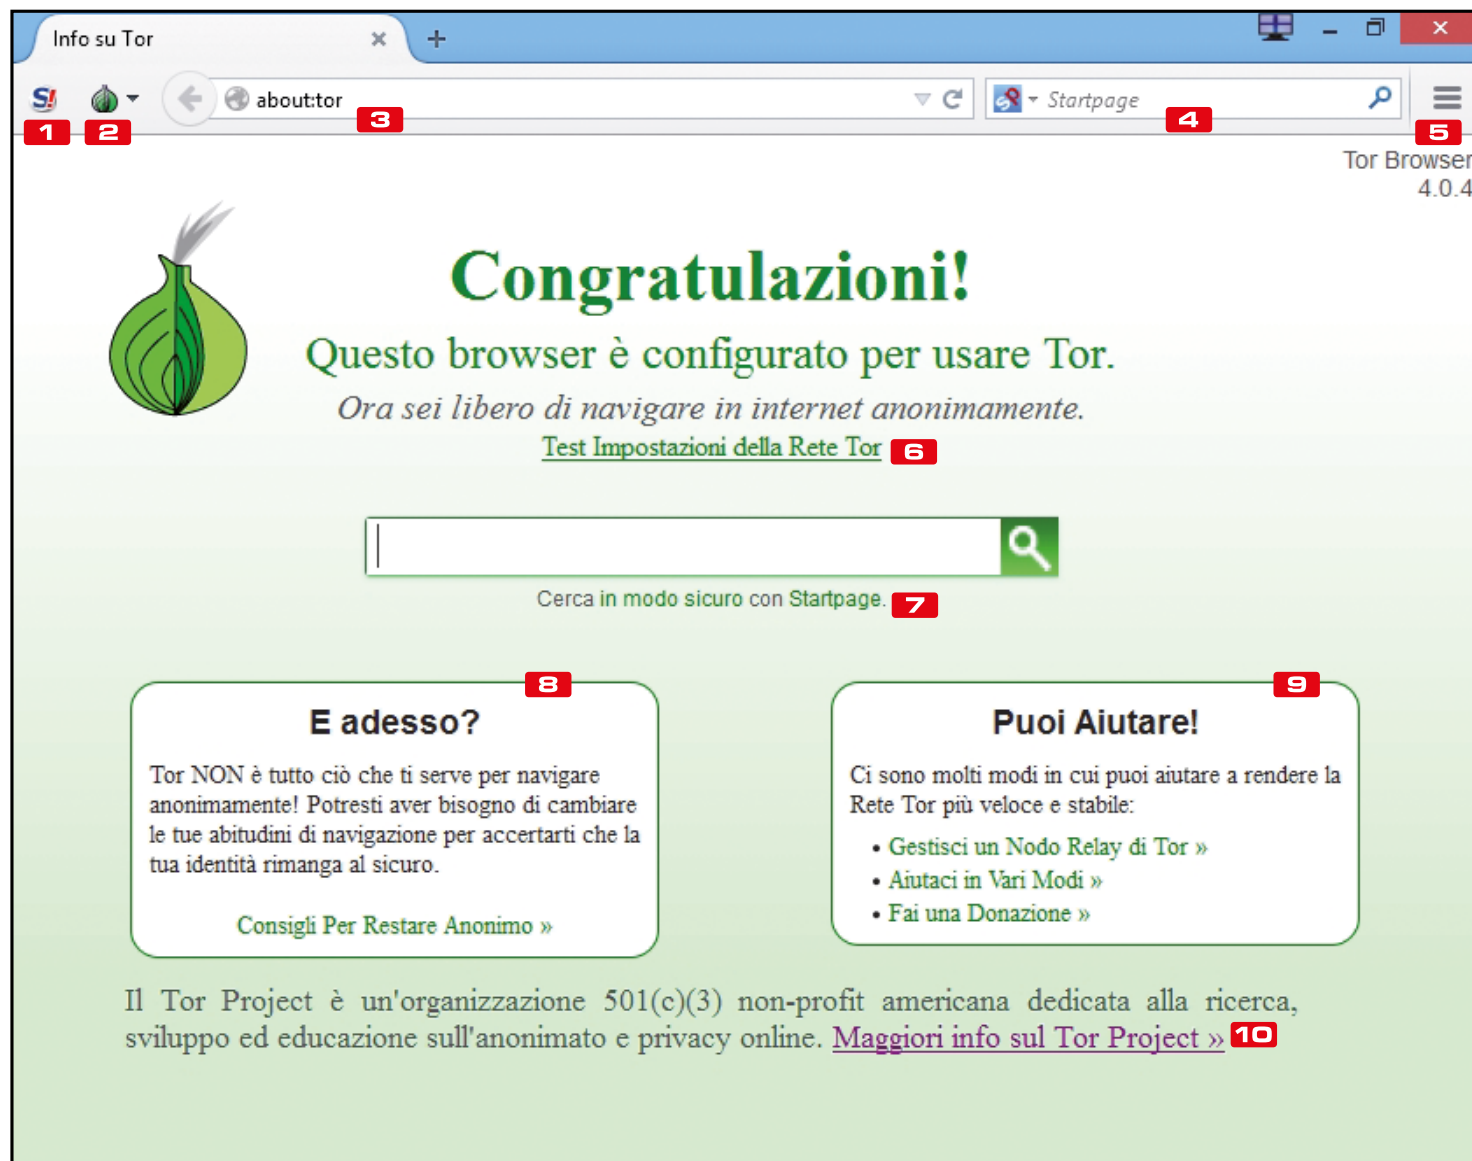 Info su Tor
S!
about:tor
Startpage
1
2
3
4
5
Tor Browser
4.0.4
Congratulazioni!
Questo browser è configurato per usare Tor.
Ora sei libero di navigare in internet anonimamente.
Test Impostazioni della Rete Tor 6
Cerca in modo sicuro con Startpage. 7
8
E adesso?
Tor NON è tutto ciò che ti serve per navigare
anonimamente! Potresti aver bisogno di cambiare
le tue abitudini di navigazione per accertarti che la
tua identità rimanga al sicuro.
Consigli Per Restare Anonimo »
9
Puoi Aiutare!
Ci sono molti modi in cui puoi aiutare a rendere la
Rete Tor più veloce e stabile:
• Gestisci un Nodo Relay di Tor »
• Aiutaci in Vari Modi »
• Fai una Donazione »
Il Tor Project è un'organizzazione 501(c)(3) non-profit americana dedicata alla ricerca,
sviluppo ed educazione sull'anonimato e privacy online. Maggiori info sul Tor Project » 10